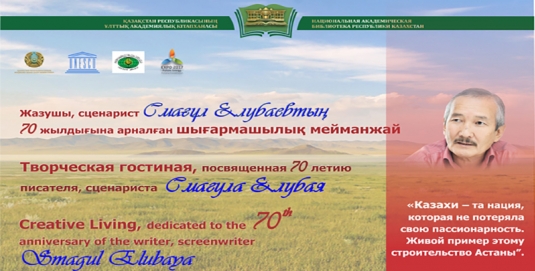 ҚАЗАҚСТАН РЕСПУБЛИКАСЫНЫҢ
ҰЛТТЫҚ АКАДЕМИЯЛЫҚ
КІТАПХАНАСЫ
НАЦИОНАЛЬНАЯ АКАДЕМИЧЕСКАЯ
БИБЛИОТЕКА РЕСПУБЛИКИ КАЗАХСТАН
Жазушы, сценарист Смағұл Елубаевтың
70 жылдығына арналған шығармашылық мейманжай
Творческая гостиная, посвященная 70 летию
писателя, сценариста Смагула Елубая
Creative Living, dedicated to the 70th
anniversary of the writer, screenwriter
Smagul Elubaya
«Казахи – та нация,
которая не потеряла
свою пассионарность.
Живой пример этому
строительство Астаны”.